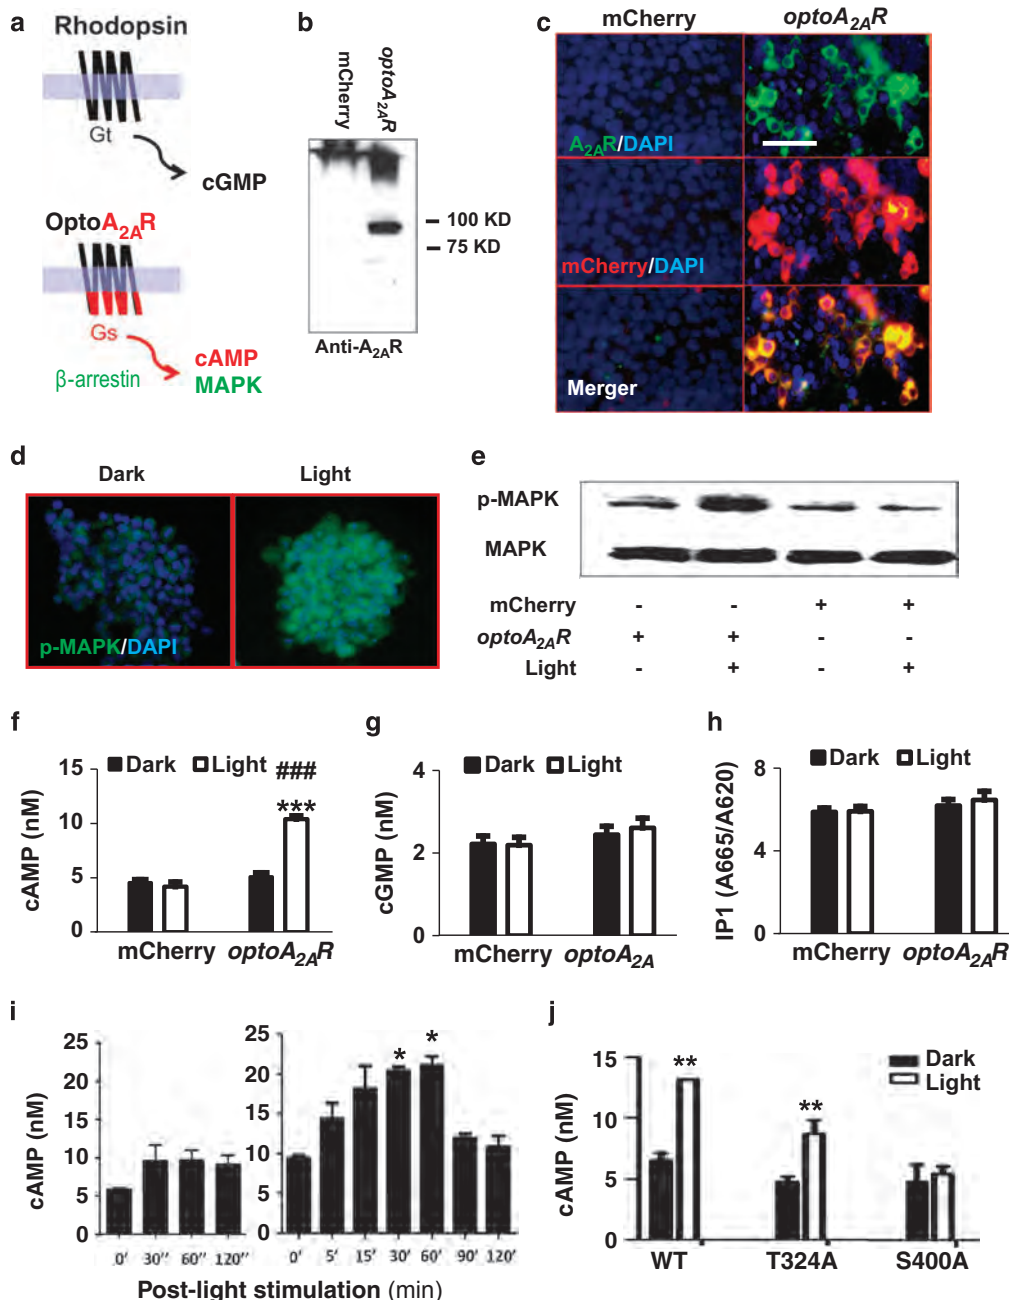 a
Rhodopsin
Gt
cGMP
OptoA2AR
Gs
cAMP
β-arrestin
MAPK
b
mCherry
optoA2AR
100 KD
75 KD
Anti-A2AR
c
mCherry
optoA2AR
A2AR/DAPI
mCherry/DAPI
Merger
d
Dark
Light
p-MAPK/DAPI
e
p-MAPK
MAPK
mCherry - - + +
optoA2AR + + - -
Light - + - +
f
Dark Light
###
***
15
10
5
0
cAMP (nM)
mCherry optoA2AR
g
Dark Light
4
2
0
cGMP (nM)
mCherry optoA2A
h
Dark Light
12
6
0
IP1 (A665/A620)
mCherry optoA2AR
i
25
20
15
10
5
0
cAMP (nM)
0' 30'' 60'' 120''
25
20
15
10
5
0
* *
0' 5' 15' 30' 60' 90' 120'
Post-light stimulation (min)
j
Dark
Light
15
10
5
0
cAMP (nM)
**
**
WT T324A S400A